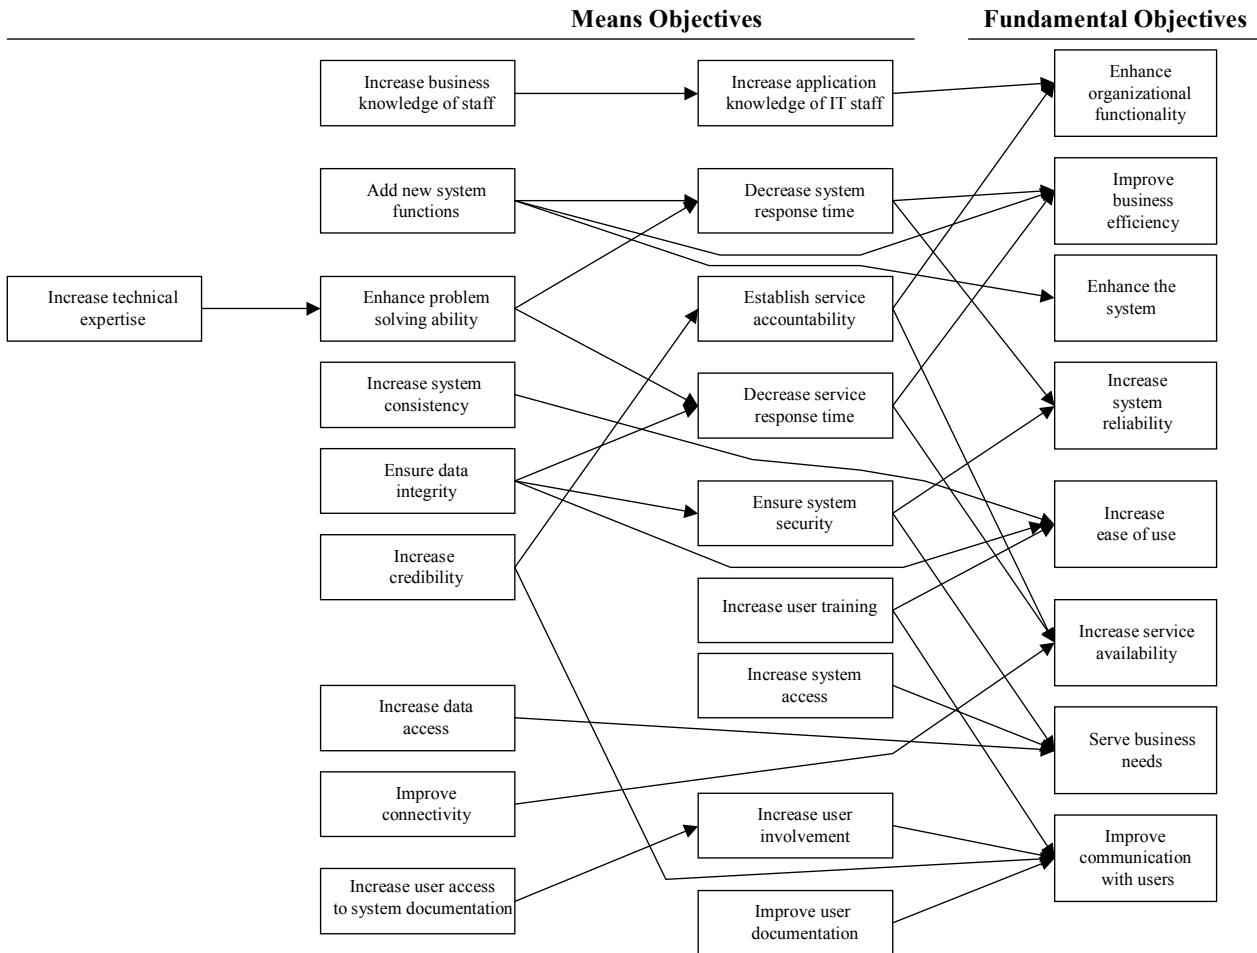 Means Objectives
Fundamental Objectives
Increase business
knowledge of staff
Increase application
knowledge of IT staff
Enhance
organizational
functionality
Add new system
functions
Decrease system
response time
Improve
business
efficiency
Increase technical
expertise
Enhance problem
solving ability
Establish service
accountability
Enhance the
system
Increase system
consistency
Decrease service
response time
Increase
system
reliability
Ensure data
integrity
Ensure system
security
Increase
ease of use
Increase
credibility
Increase user training
Increase service
availability
Increase system
access
Increase data
access
Serve business
needs
Improve
connectivity
Increase user
involvement
Improve
communication
with users
Increase user access
to system documentation
Improve user
documentation